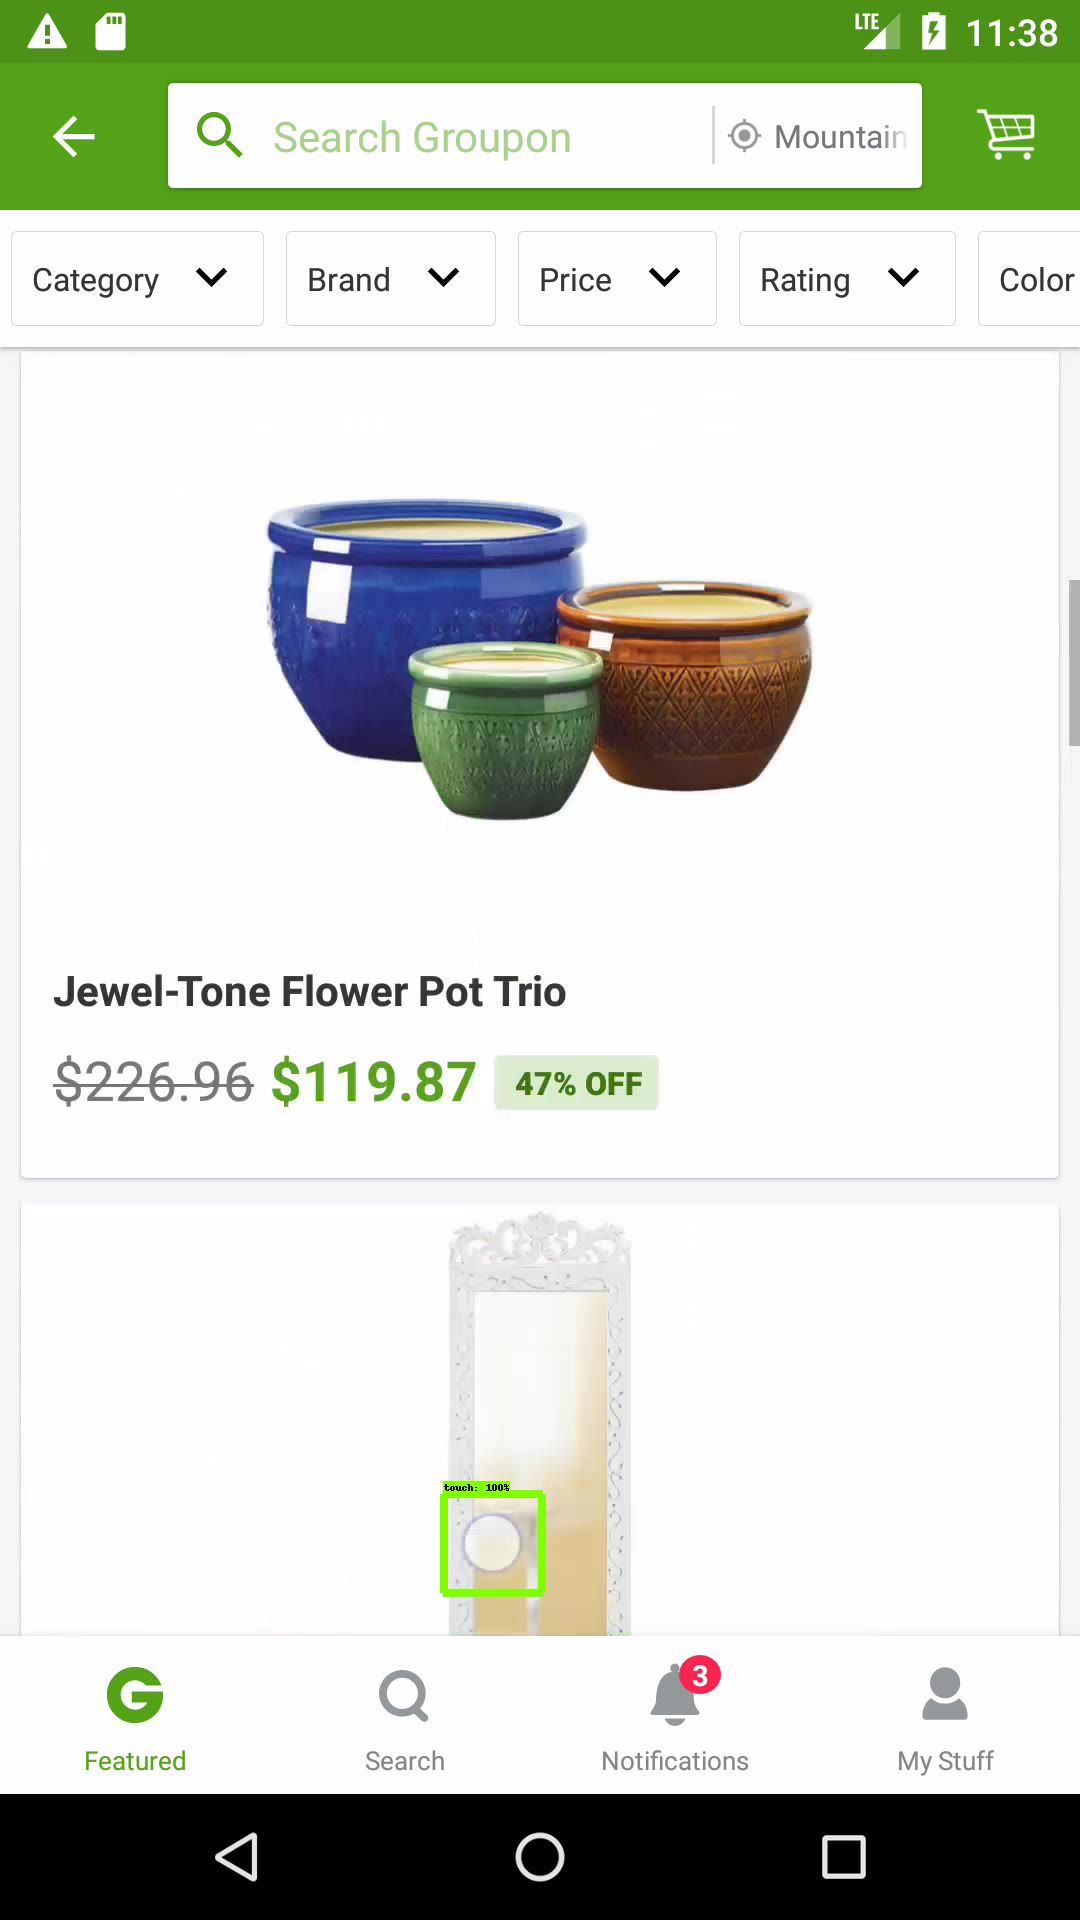 LTE 11:38
Search Groupon Mountain
Category Brand Price Rating Color
Jewel-Tone Flower Pot Trio
$226.96 $119.87 47% OFF
touch: 100%
3
Featured Search Notifications My Stuff